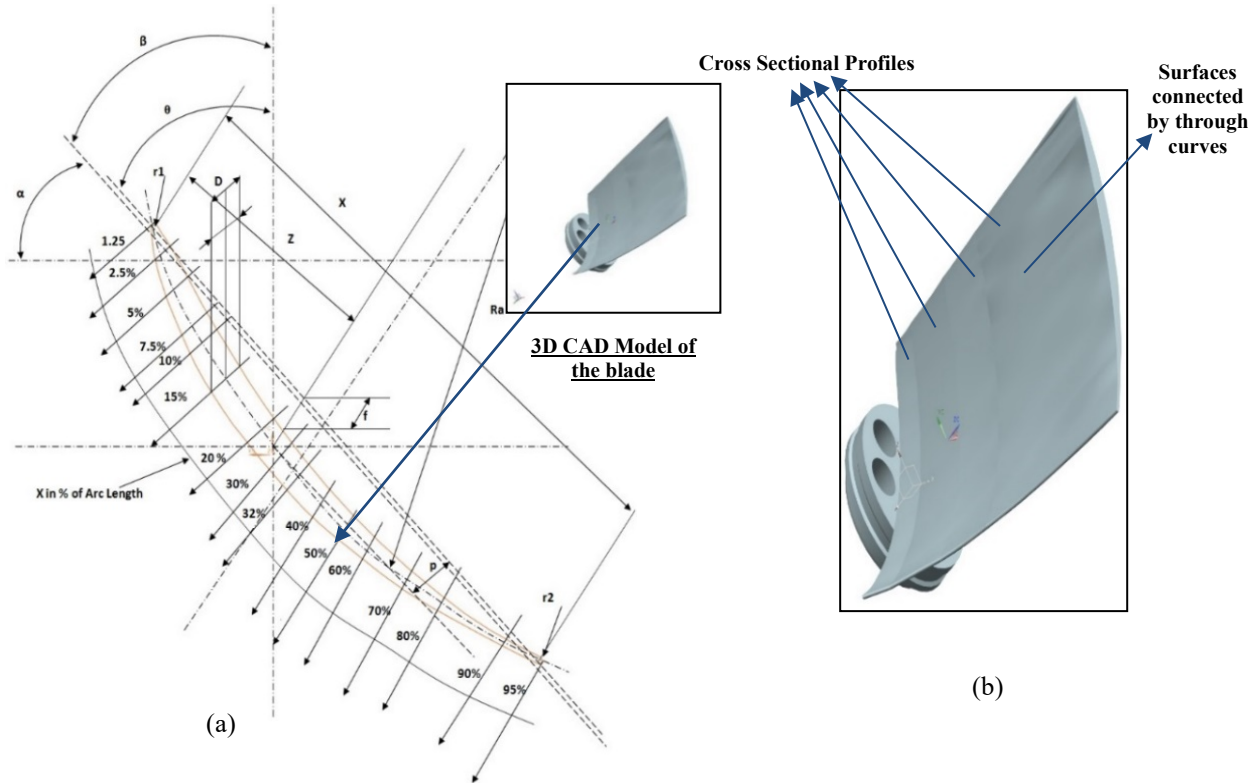 β
θ
α
r1
D
X
Z
1.25
2.5%
5%
7.5%
10%
15%
Ra
f
20 %
X in % of Arc Length
30%
32%
40%
50%
60%
p
70%
80%
r2
90%
95%
(a)
3D CAD Model of
the blade
Cross Sectional Profiles
Surfaces
connected
by through
curves
(b)